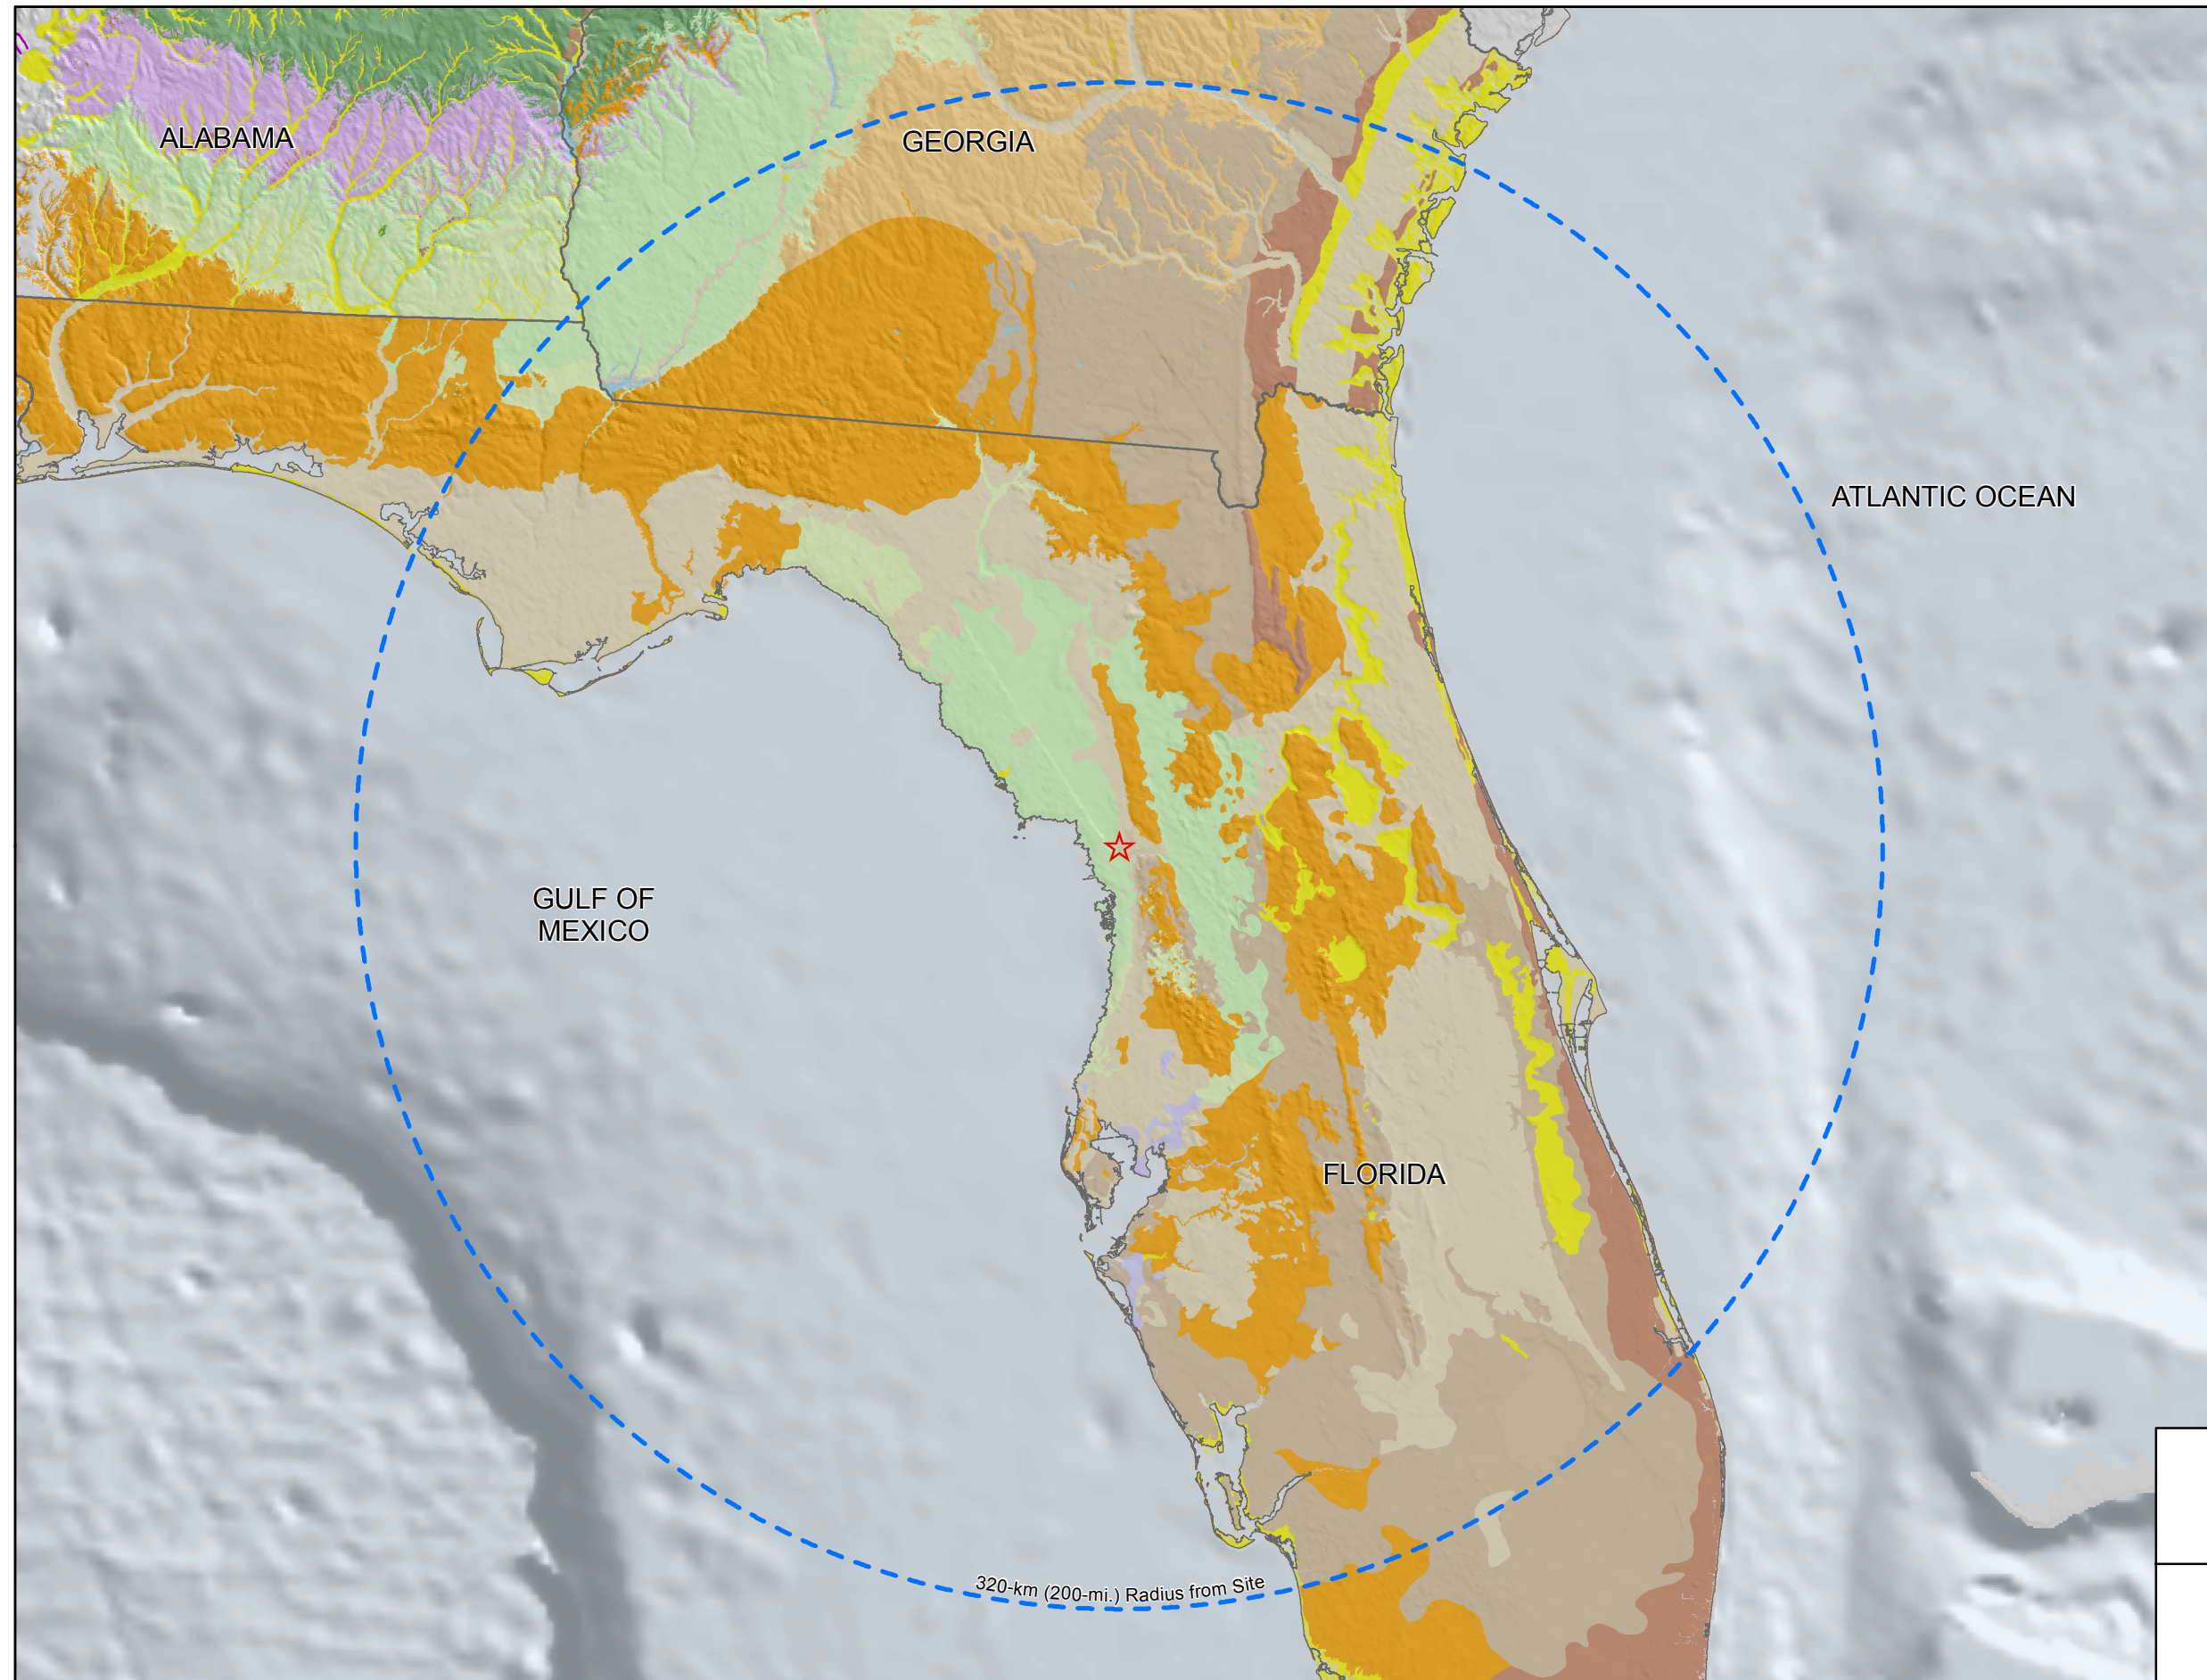 ALABAMA
GEORGIA
ATLANTIC OCEAN
GULF OF
MEXICO
FLORIDA
320-km (200-mi.) Radius from Site